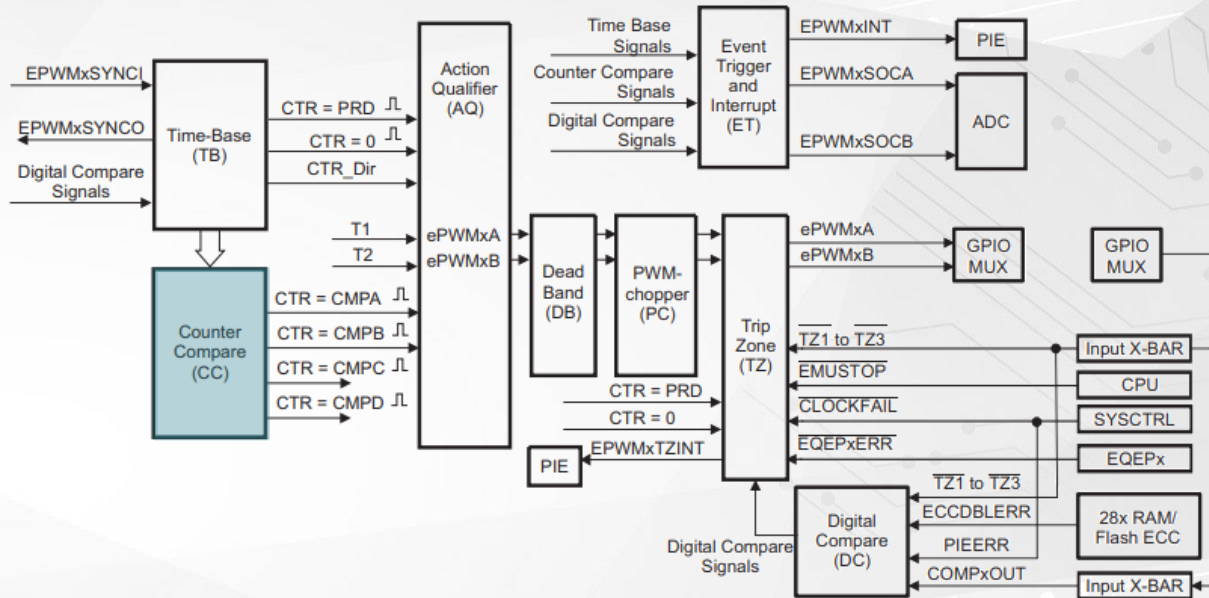 EPWMxSYNCI
EPWMxSYNCO
Digital Compare
Signals
Time-Base
(TB)
CTR = PRD
CTR = 0
CTR_Dir
T1
T2
Counter
Compare
(CC)
CTR = CMPA
CTR = CMPB
CTR = CMPC
CTR = CMPD
Action
Qualifier
(AQ)
ePWMxA
ePWMxB
Dead
Band
(DB)
PWM-
chopper
(PC)
Time Base
Signals
Counter Compare
Signals
Digital Compare
Signals
Event
Trigger
and
Interrupt
(ET)
EPWMxINT
EPWMxSOCA
EPWMxSOCB
PIE
ADC
Trip
Zone
(TZ)
ePWMxA
ePWMxB
GPIO
MUX
GPIO
MUX
TZ1 to TZ3
EMUSTOP
CLOCKFAIL
EQEPxERR
Input X-BAR
CPU
SYSCTRL
EQEPx
CTR = PRD
CTR = 0
EPWMxTZINT
PIE
Digital Compare
Signals
Digital
Compare
(DC)
TZ1 to TZ3
ECCDBLERR
PIEERR
COMPxOUT
28x RAM/
Flash ECC
Input X-BAR